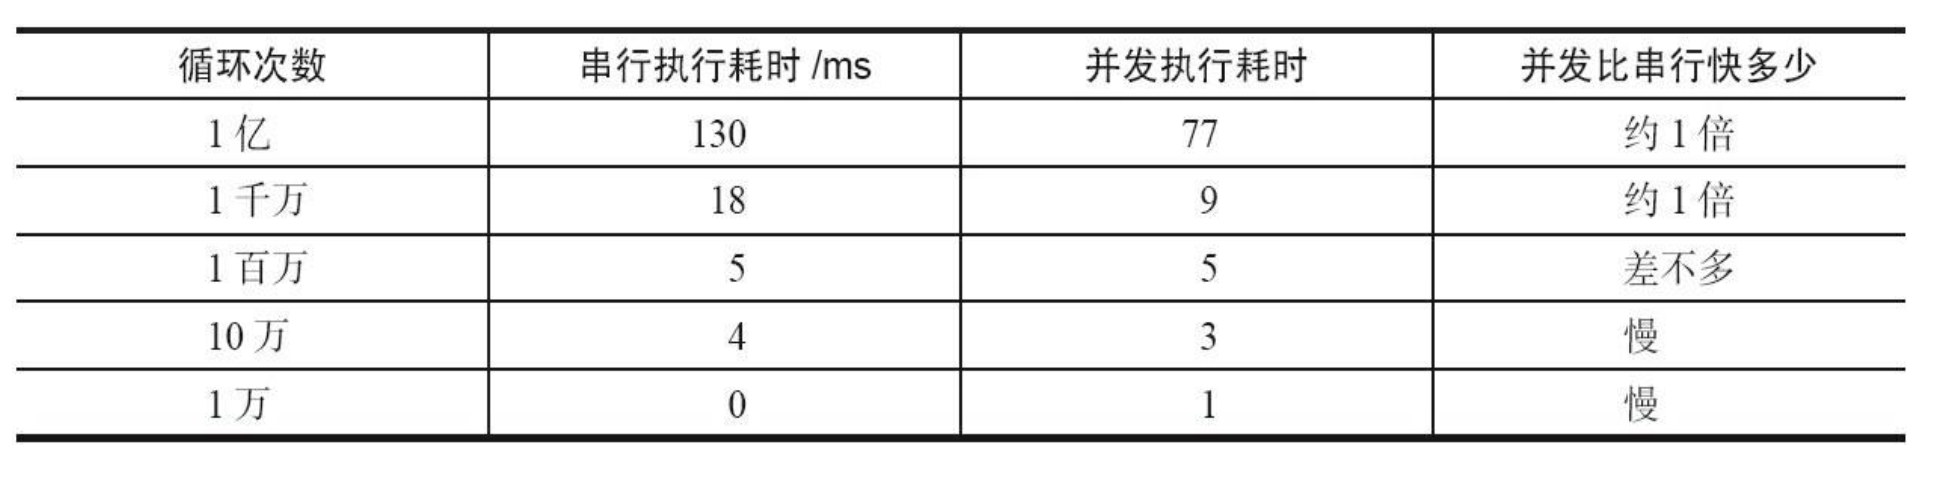 循环次数 串行执行耗时 /ms 并发执行耗时 并发比串行快多少
1 亿 130 77 约 1 倍
1 千万 18 9 约 1 倍
1 百万 5 5 差不多
10 万 4 3 慢
1 万 0 1 慢